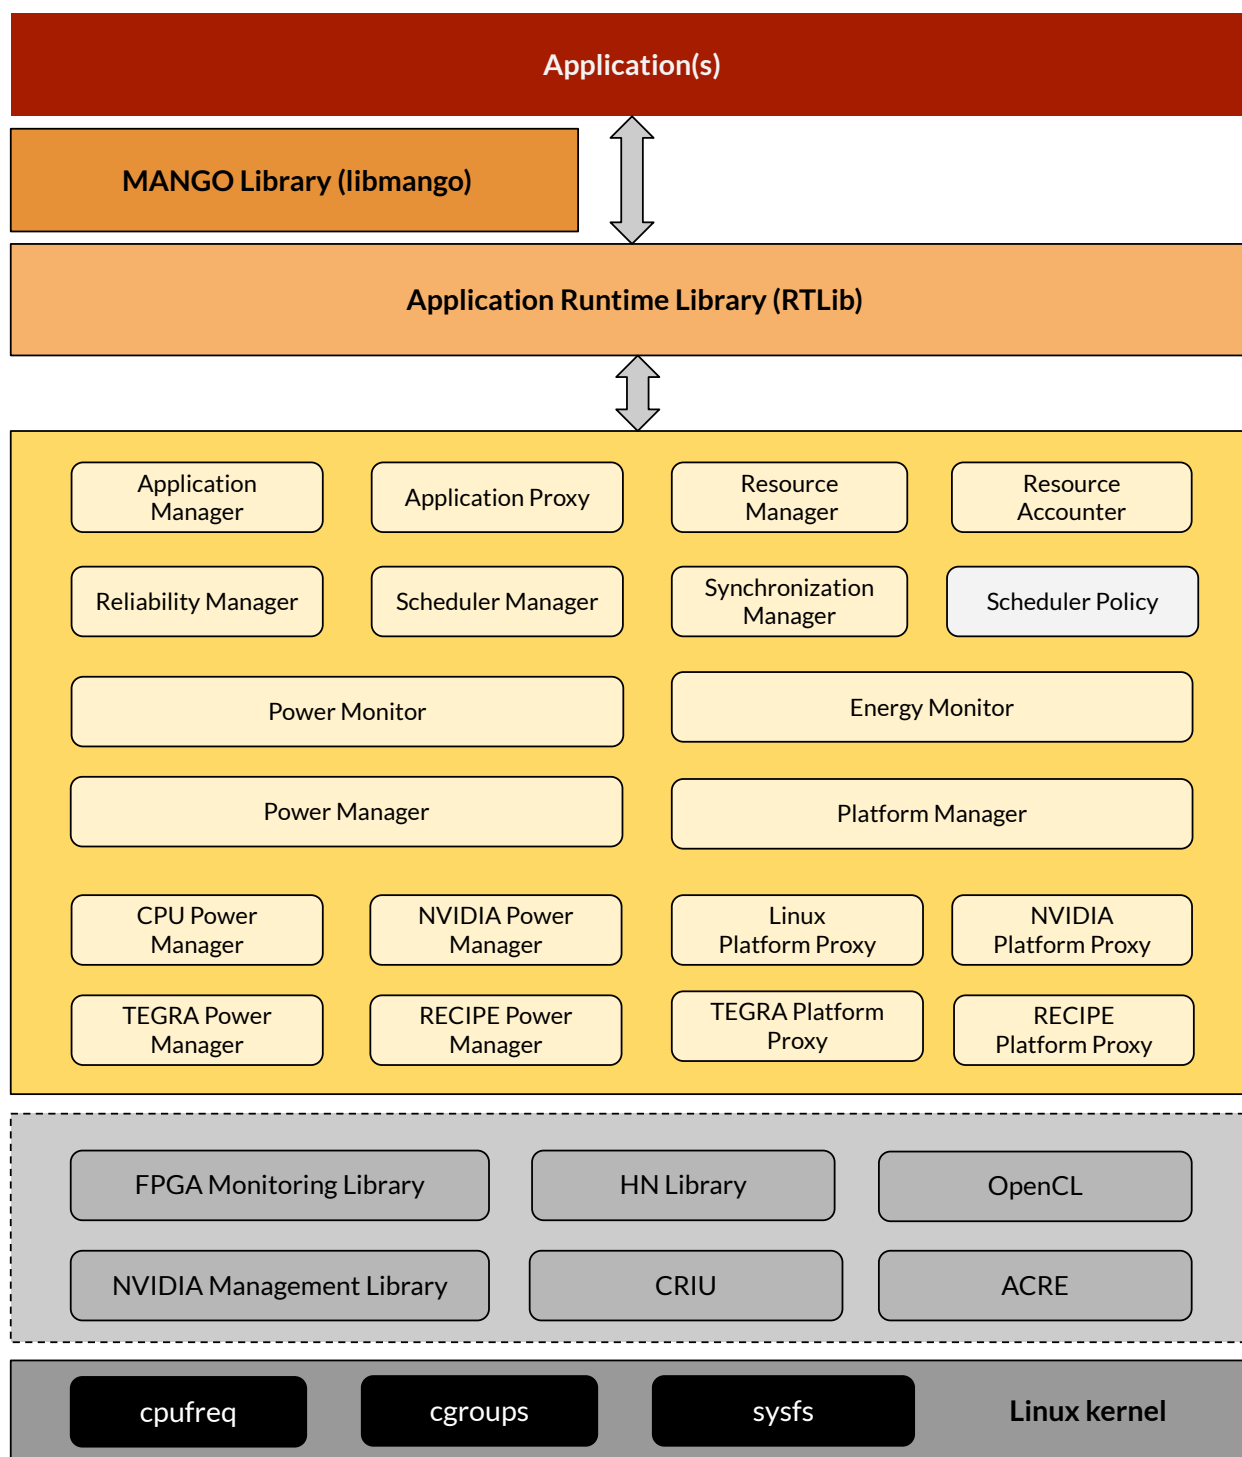 Application(s)
MANGO Library (libmango)
Application Runtime Library (RTLib)
Application
Manager
Application Proxy
Resource
Manager
Resource
Accounter
Reliability Manager
Scheduler Manager
Synchronization
Manager
Scheduler Policy
Power Monitor
Energy Monitor
Power Manager
Platform Manager
CPU Power
Manager
NVIDIA Power
Manager
Linux
Platform Proxy
NVIDIA
Platform Proxy
TEGRA Power
Manager
RECIPE Power
Manager
TEGRA Platform
Proxy
RECIPE
Platform Proxy
FPGA Monitoring Library
HN Library
OpenCL
NVIDIA Management Library
CRIU
ACRE
cpufreq
cgroups
sysfs
Linux kernel